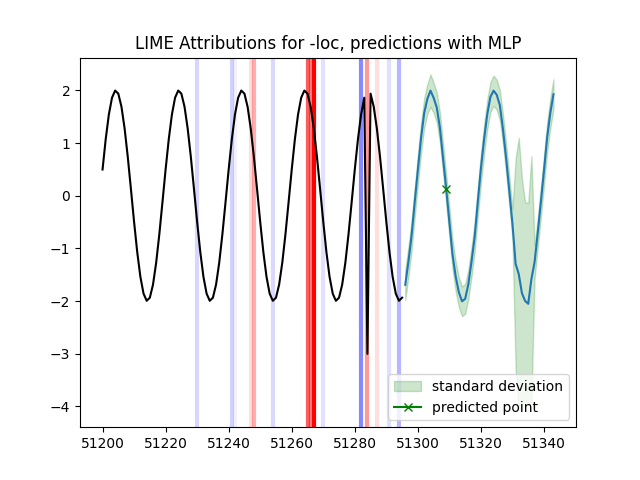 LIME Attributions for -loc, predictions with MLP
2
1
0
−1
−2
−3
−4
standard deviation
predicted point
51200 51220 51240 51260 51280 51300 51320 51340